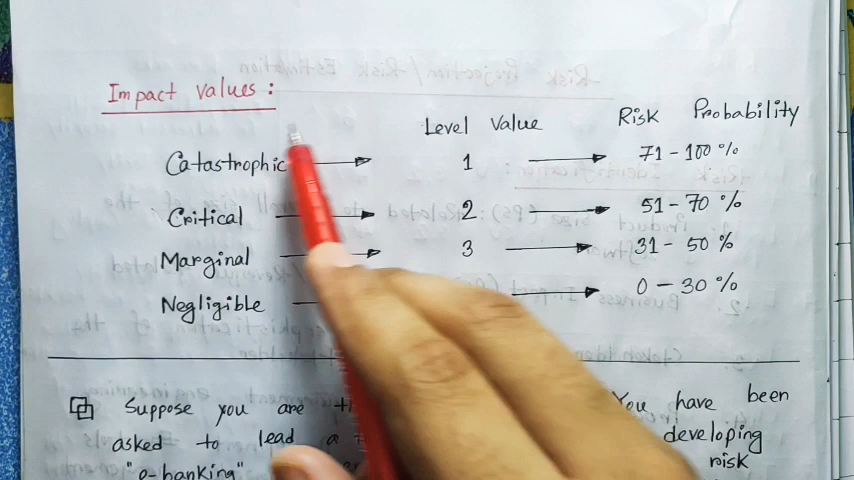 Impact values:
Level Value Risk Probability
Catastrophic → 1 → 71-100%
Critical → 2 → 51-70%
Marginal → 3 → 31-50%
Negligible → 0-30%
Suppose you are You have been
asked to lead a developing
"e-banking" risk